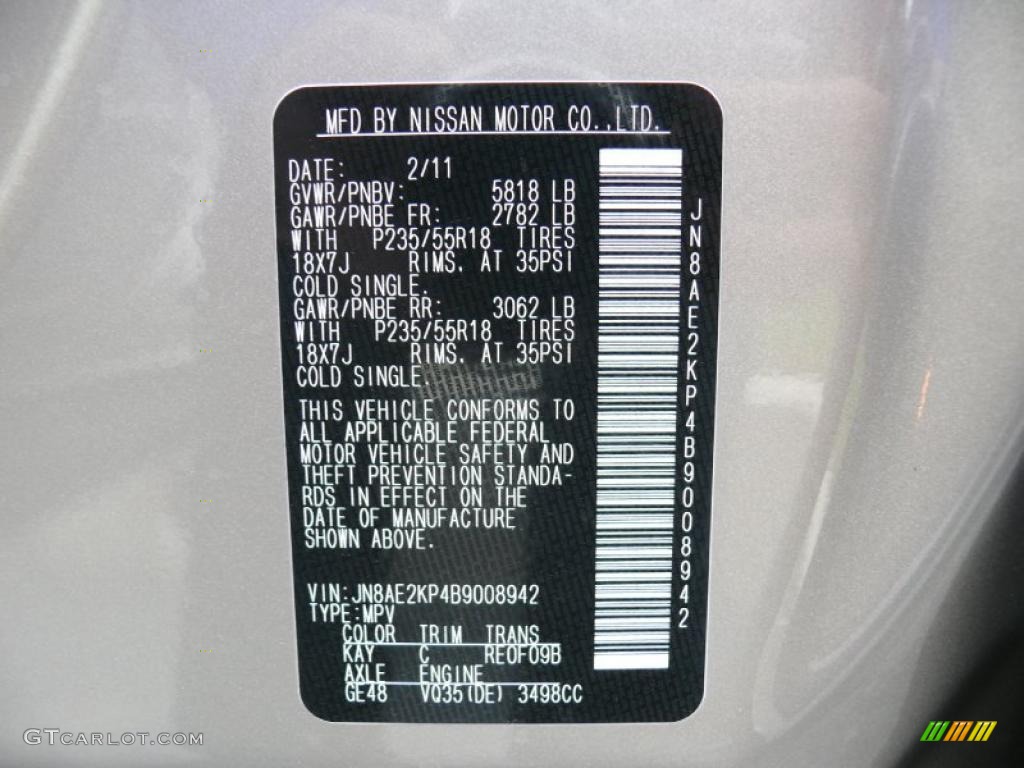 MFD BY NISSAN MOTOR CO.,LTD.
DATE: 2/11
GVWR/PNBV: 5818 LB
GAWR/PNBE FR: 2782 LB
WITH P235/55R18 TIRES
18X7J RIMS. AT 35PSI
COLD SINGLE.
GAWR/PNBE RR: 3062 LB
WITH P235/55R18 TIRES
18X7J RIMS. AT 35PSI
COLD SINGLE.
THIS VEHICLE CONFORMS TO
ALL APPLICABLE FEDERAL
MOTOR VEHICLE SAFETY AND
THEFT PREVENTION STANDA-
RDS IN EFFECT ON THE
DATE OF MANUFACTURE
SHOWN ABOVE.
VIN:JN8AE2KP4B9008942
TYPE:MPV
COLOR TRIM TRANS
KAY C RE0F09B
AXLE ENGINE
GE48 VQ35(DE) 3498CC
JN8AE2KP4B9008942
GTCARLOT.COM